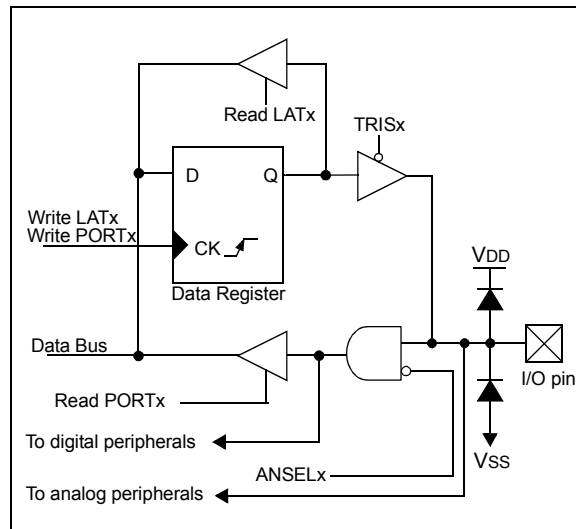 Read LATx
TRISx
D
Q
Write LATx
Write PORTx
CK
Data Register
VDD
Data Bus
I/O pin
Read PORTx
To digital peripherals
VSS
ANSELx
To analog peripherals